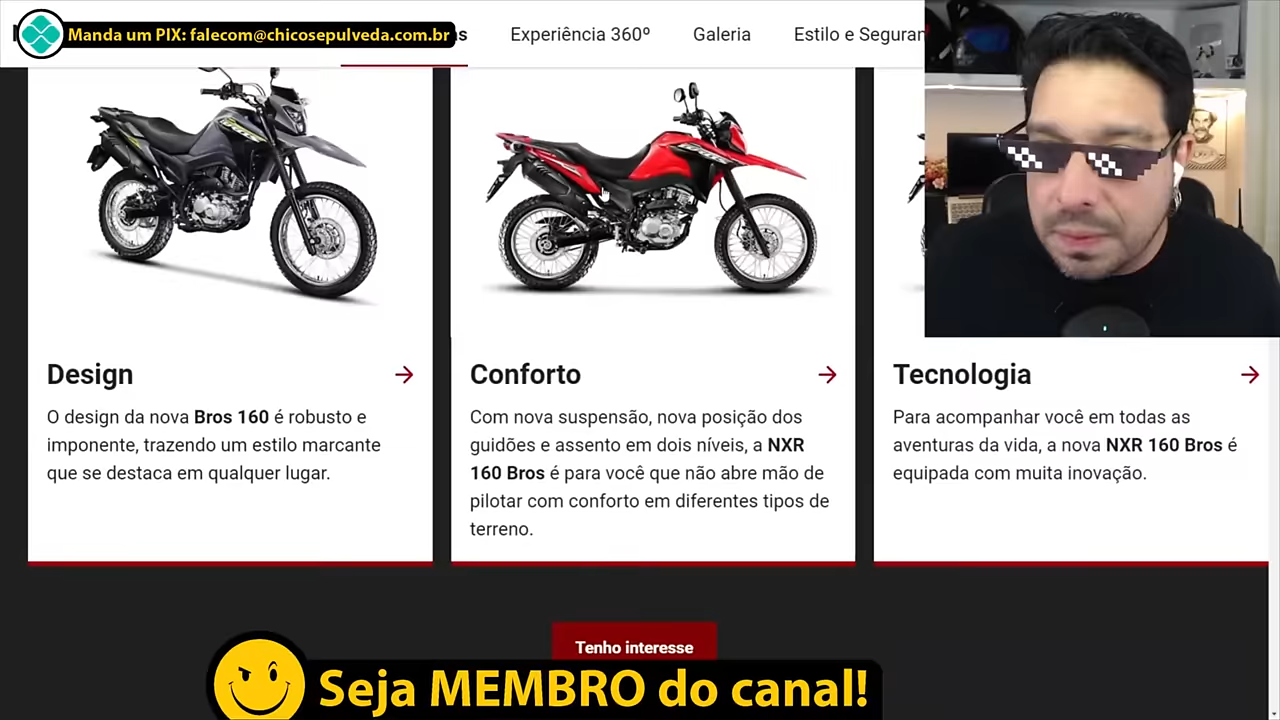 Manda um PIX: falecom@chicosepulveda.com.br
Experiência 360º
Galeria
Estilo e Seguran
Design
O design da nova Bros 160 é robusto e
imponente, trazendo um estilo marcante
que se destaca em qualquer lugar.
Conforto
Com nova suspensão, nova posição dos
guidões e assento em dois níveis, a NXR
160 Bros é para você que não abre mão de
pilotar com conforto em diferentes tipos de
terreno.
Tecnologia
Para acompanhar você em todas as
aventuras da vida, a nova NXR 160 Bros é
equipada com muita inovação.
Tenho interesse
Seja MEMBRO do canal!